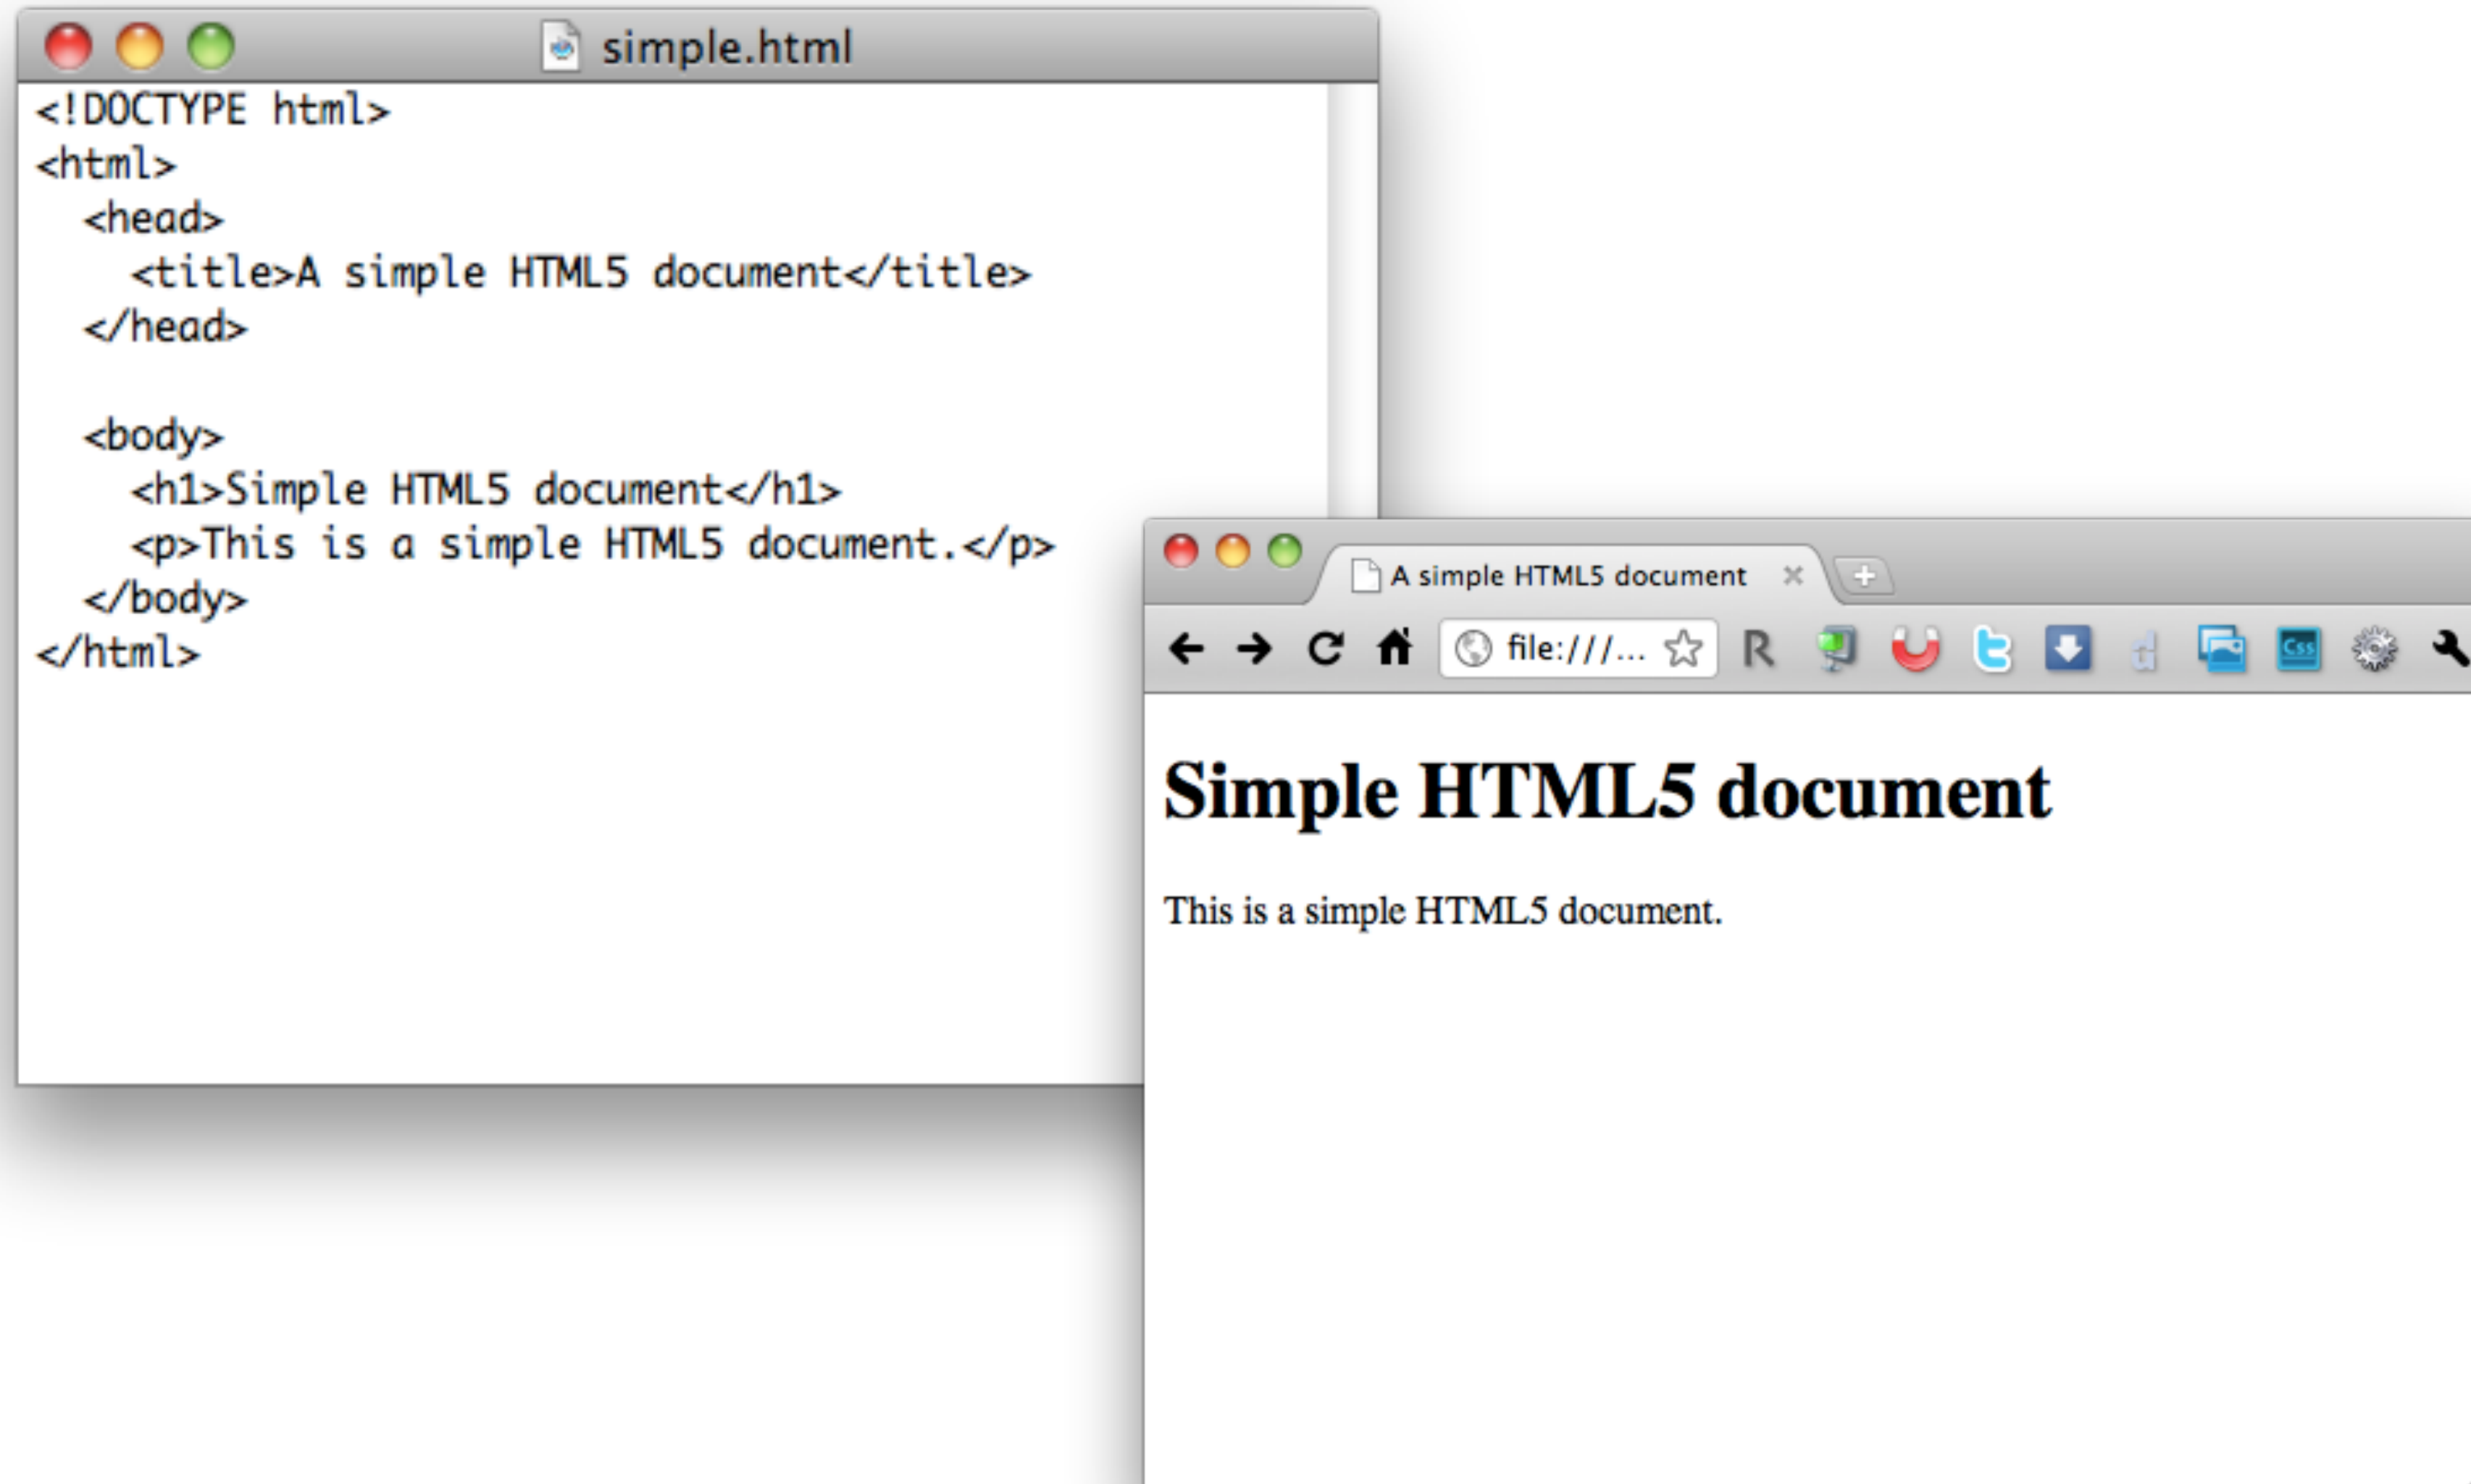 simple.html
<!DOCTYPE html>
<html>
  <head>
    <title>A simple HTML5 document</title>
  </head>
  <body>
    <h1>Simple HTML5 document</h1>
    <p>This is a simple HTML5 document.</p>
  </body>
</html>
A simple HTML5 document
file:///...
R
Css
Simple HTML5 document
This is a simple HTML5 document.